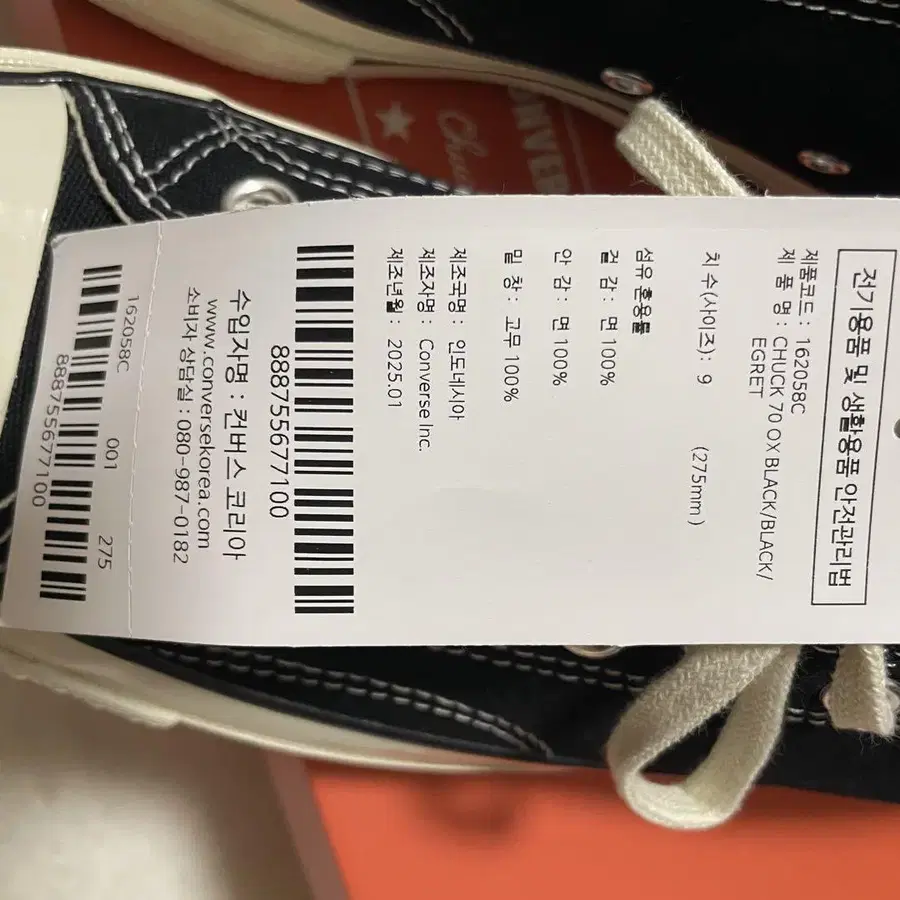 전기용품 및 생활용품 안전관리법
제품코드 : 162058C
제 품 명 : CHUCK 70 OX BLACK/BLACK/
EGRET
치 수(사이즈) : 9 (275mm)
섬유혼용률
겉 감 : 면 100%
안 감 : 면 100%
밑 창 : 고무 100%
제조국명 : 인도네시아
제조자명 : Converse Inc.
제조년월 : 2025.01
888755677100
수입자명 : 컨버스 코리아
www.conversekorea.com
소비자 상담실 : 080-987-0182
162058C 001 275
888755677100